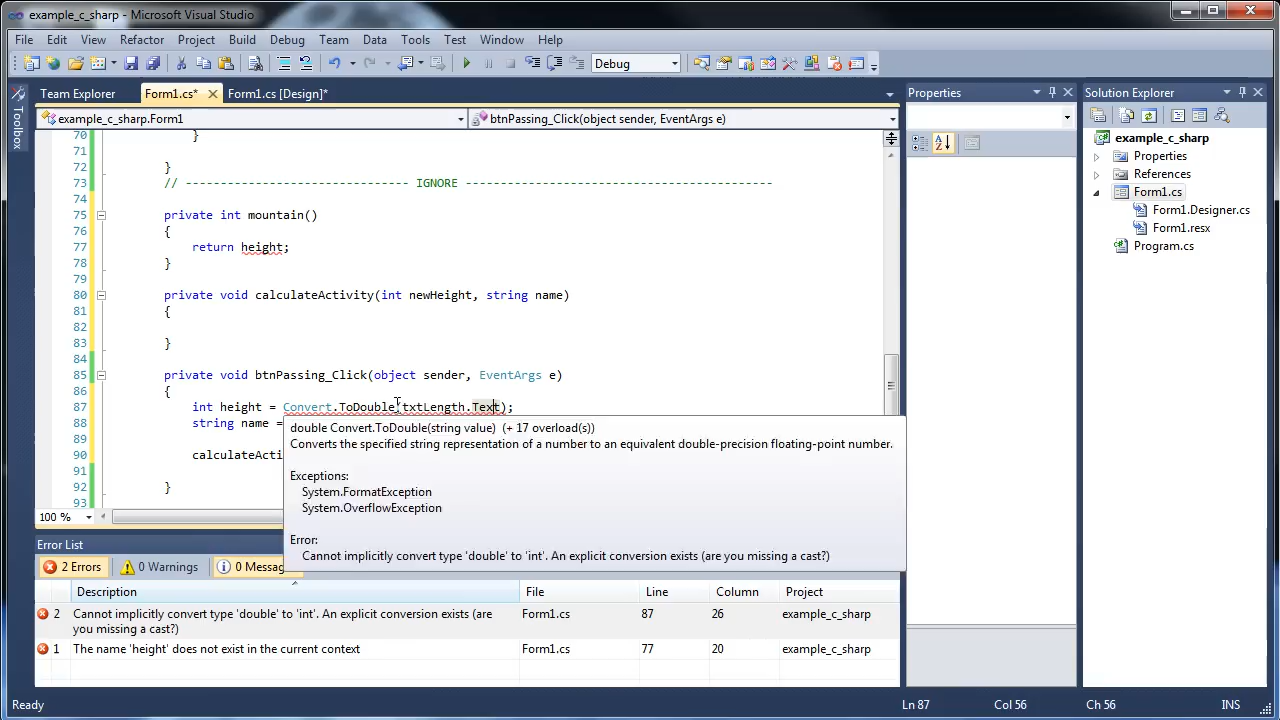 example_c_sharp - Microsoft Visual Studio
File Edit View Refactor Project Build Debug Team Data Tools Test Window Help
Debug
Toolbox
Team Explorer Form1.cs* Form1.cs [Design]*
example_c_sharp.Form1 btnPassing_Click(object sender, EventArgs e)
70 }
71
72 }
73 // -------------------------------- IGNORE --------------------------------------------
74
75 private int mountain()
76 {
77 return height;
78 }
79
80 private void calculateActivity(int newHeight, string name)
81 {
82
83 }
84
85 private void btnPassing_Click(object sender, EventArgs e)
86 {
87 int height = Convert.ToDouble(txtLength.Text);
88 string name =
89
90 calculateActi
91
92 }
93
double Convert.ToDouble(string value) (+ 17 overload(s))
Converts the specified string representation of a number to an equivalent double-precision floating-point number.
Exceptions:
System.FormatException
System.OverflowException
Error:
Cannot implicitly convert type 'double' to 'int'. An explicit conversion exists (are you missing a cast?)
100 %
Error List
2 Errors 0 Warnings 0 Messag
Description File Line Column Project
2 Cannot implicitly convert type 'double' to 'int'. An explicit conversion exists (are you missing a cast?) Form1.cs 87 26 example_c_sharp
1 The name 'height' does not exist in the current context Form1.cs 77 20 example_c_sharp
Properties
Solution Explorer
example_c_sharp
Properties
References
Form1.cs
Form1.Designer.cs
Form1.resx
Program.cs
Ready Ln 87 Col 56 Ch 56 INS